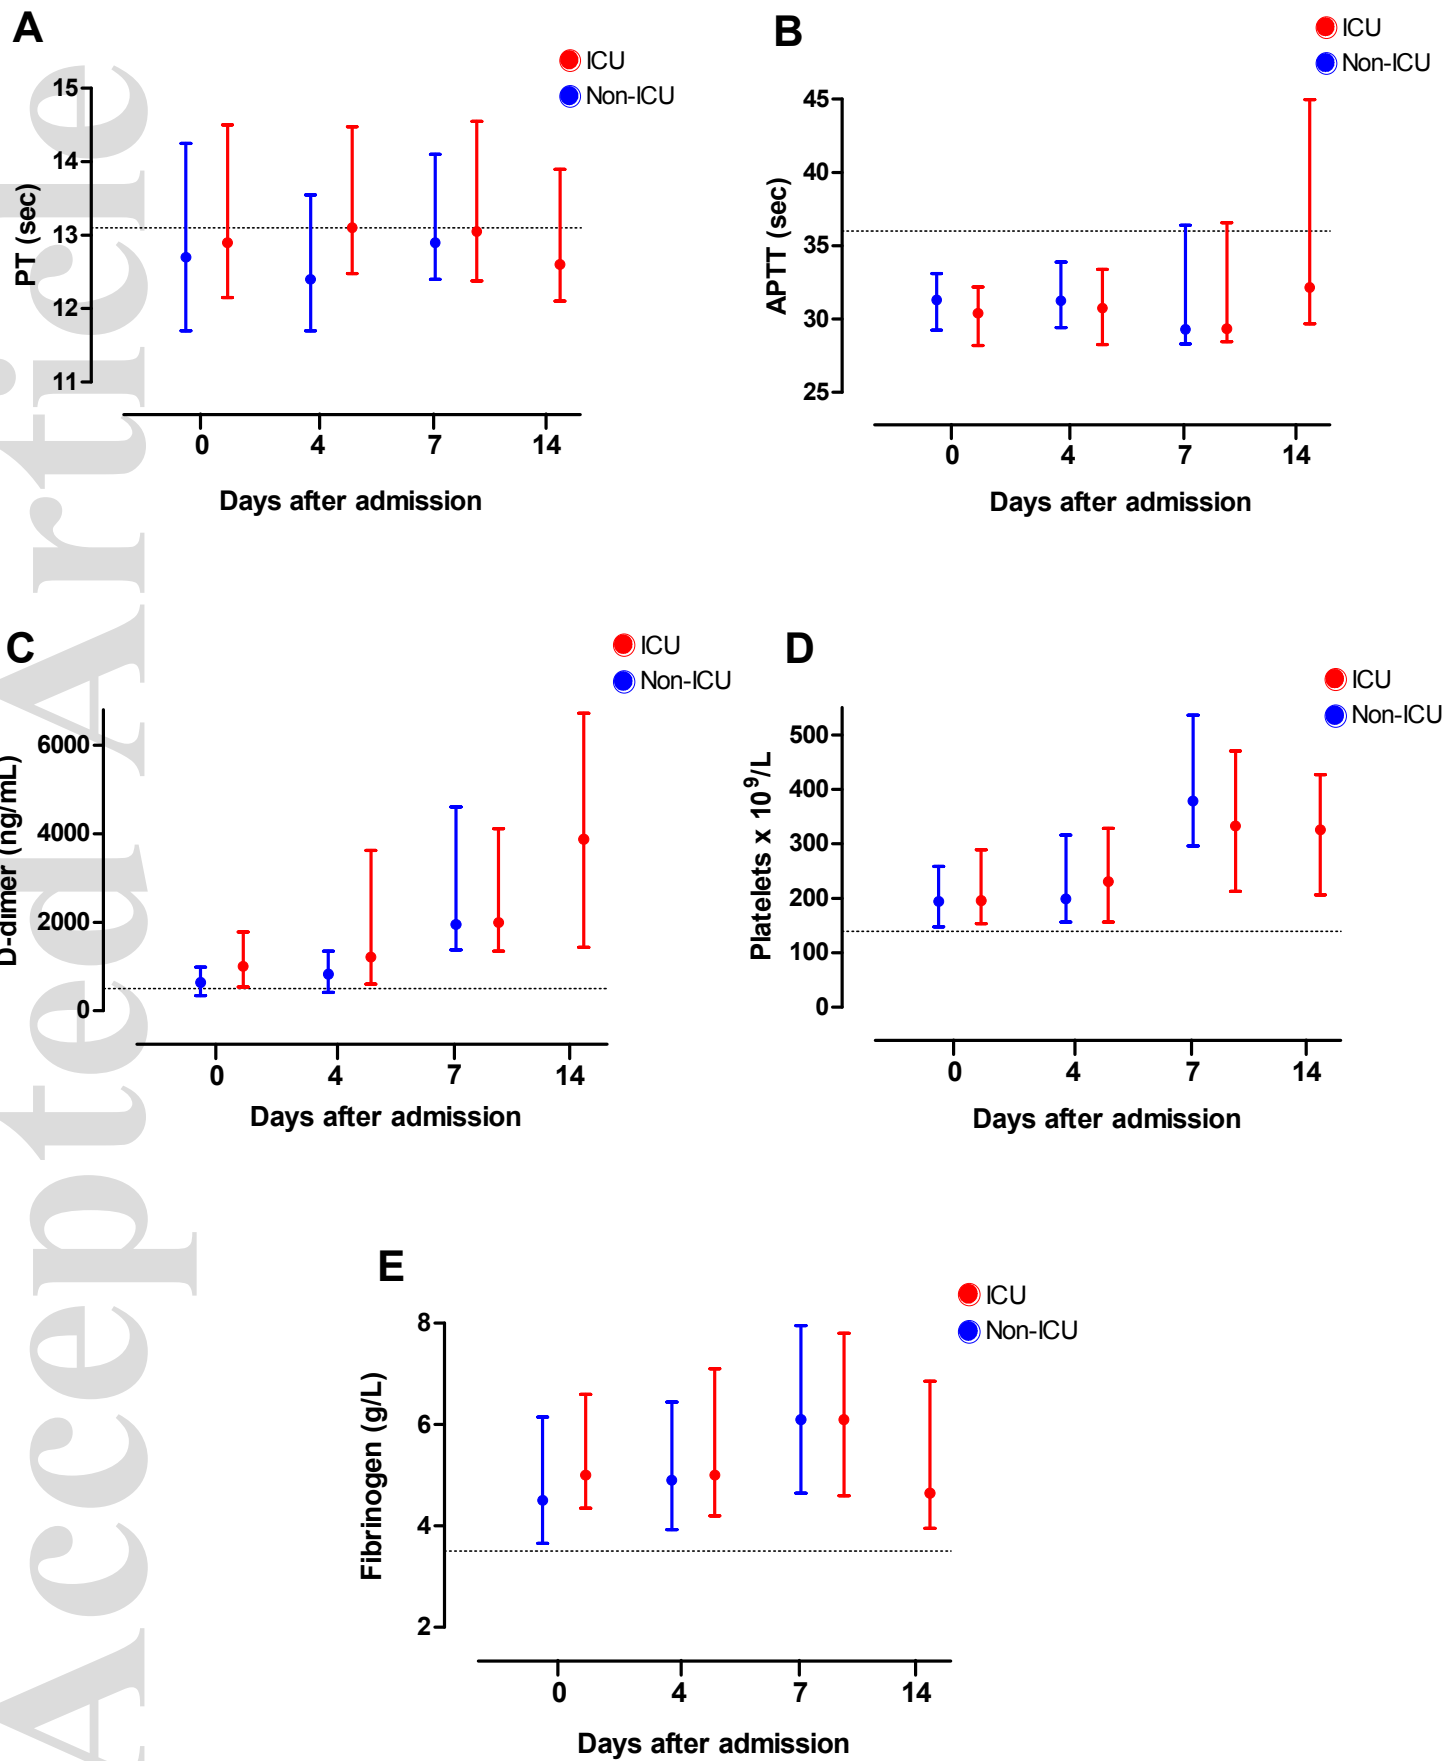 Accepted Article
A
ICU
Non-ICU
15
14
13
12
11
PT (sec)
0 4 7 14
Days after admission
B
ICU
Non-ICU
45
40
35
30
25
APTT (sec)
0 4 7 14
Days after admission
C
ICU
Non-ICU
6000
4000
2000
0
D-dimer (ng/mL)
0 4 7 14
Days after admission
D
ICU
Non-ICU
500
400
300
200
100
0
Platelets x 10⁹/L
0 4 7 14
Days after admission
E
ICU
Non-ICU
8
6
4
2
Fibrinogen (g/L)
0 4 7 14
Days after admission